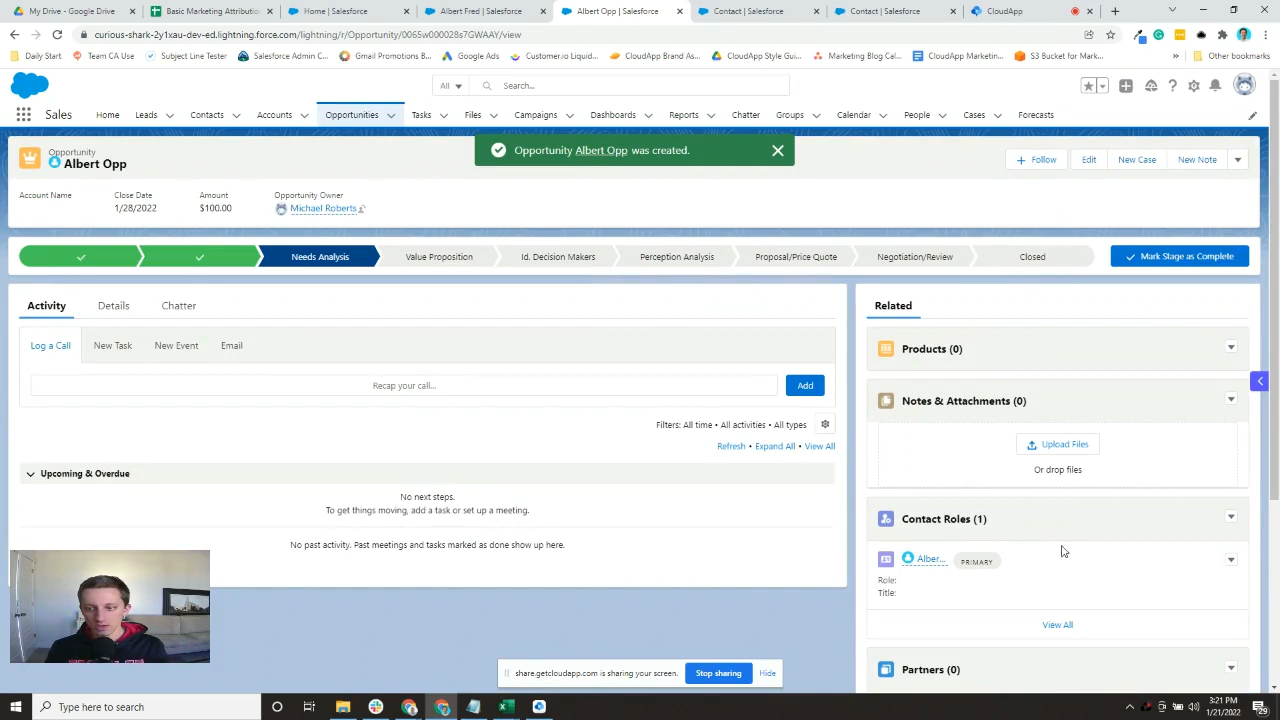 My Drive - Google Drive
Basic Marketing Attribution
Home | Salesforce
Albert Fred | Salesforce
Albert Opp | Salesforce
Contact | Salesforce
Contact | Salesforce
CloudApp
curious-shark-2y1xau-dev-ed.lightning.force.com/lightning/r/Opportunity/0065w000028s7GWAAY/view
Daily Start
Team CA Use
Subject Line Tester
Salesforce Admin C...
Gmail Promotions B...
Google Ads
Customer.io Liquid...
CloudApp Brand As...
CloudApp Style Gui...
Marketing Blog Cal...
CloudApp Marketin...
S3 Bucket for Mark...
»
Other bookmarks
All
Search...
Sales
Home
Leads
Contacts
Accounts
Opportunities
Tasks
Files
Campaigns
Dashboards
Reports
Chatter
Groups
Calendar
People
Cases
Forecasts
Opportunity Albert Opp was created.
Opportunity
Albert Opp
+ Follow
Edit
New Case
New Note
Account Name
Close Date
1/28/2022
Amount
$100.00
Opportunity Owner
Michael Roberts
Needs Analysis
Value Proposition
Id. Decision Makers
Perception Analysis
Proposal/Price Quote
Negotiation/Review
Closed
Mark Stage as Complete
Activity
Details
Chatter
Log a Call
New Task
New Event
Email
Recap your call...
Add
Filters: All time • All activities • All types
Refresh • Expand All • View All
Upcoming & Overdue
No next steps.
To get things moving, add a task or set up a meeting.
No past activity. Past meetings and tasks marked as done show up here.
Related
Products (0)
Notes & Attachments (0)
Upload Files
Or drop files
Contact Roles (1)
Alber...
PRIMARY
Role:
Title:
View All
Partners (0)
share.getcloudapp.com is sharing your screen.
Stop sharing
Hide
Type here to search
3:21 PM
1/21/2022